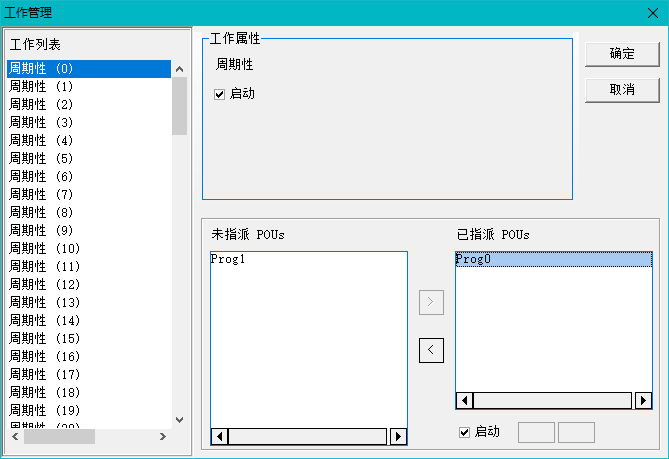 工作管理
工作列表
周期性 (0)
周期性 (1)
周期性 (2)
周期性 (3)
周期性 (4)
周期性 (5)
周期性 (6)
周期性 (7)
周期性 (8)
周期性 (9)
周期性 (10)
周期性 (11)
周期性 (12)
周期性 (13)
周期性 (14)
周期性 (15)
周期性 (16)
周期性 (17)
周期性 (18)
周期性 (19)
周期性 (20)
工作属性
周期性
启动
确定
取消
未指派 POUs
Prog1
>
<
已指派 POUs
Prog0
启动